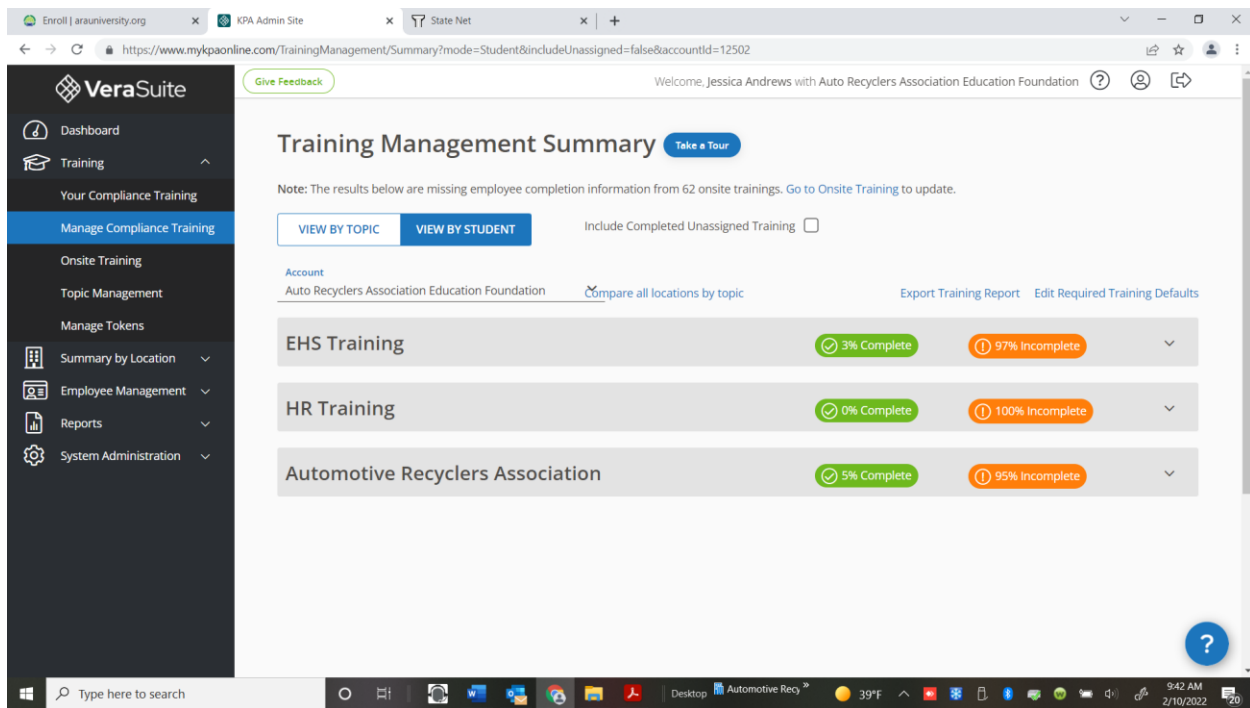 Enroll | arauniversity.org
KPA Admin Site
State Net
https://www.mykpaonline.com/TrainingManagement/Summary?mode=Student&includeUnassigned=false&accountId=12502
VeraSuite
Give Feedback
Welcome, Jessica Andrews with Auto Recyclers Association Education Foundation
Dashboard
Training
Your Compliance Training
Manage Compliance Training
Onsite Training
Topic Management
Manage Tokens
Summary by Location
Employee Management
Reports
System Administration
Training Management Summary
Take a Tour
Note: The results below are missing employee completion information from 62 onsite trainings. Go to Onsite Training to update.
VIEW BY TOPIC
VIEW BY STUDENT
Include Completed Unassigned Training
Account
Auto Recyclers Association Education Foundation
Compare all locations by topic
Export Training Report
Edit Required Training Defaults
EHS Training
3% Complete
97% Incomplete
HR Training
0% Complete
100% Incomplete
Automotive Recyclers Association
5% Complete
95% Incomplete
?
Type here to search
Desktop
Automotive Recy
39°F
9:42 AM
2/10/2022
20